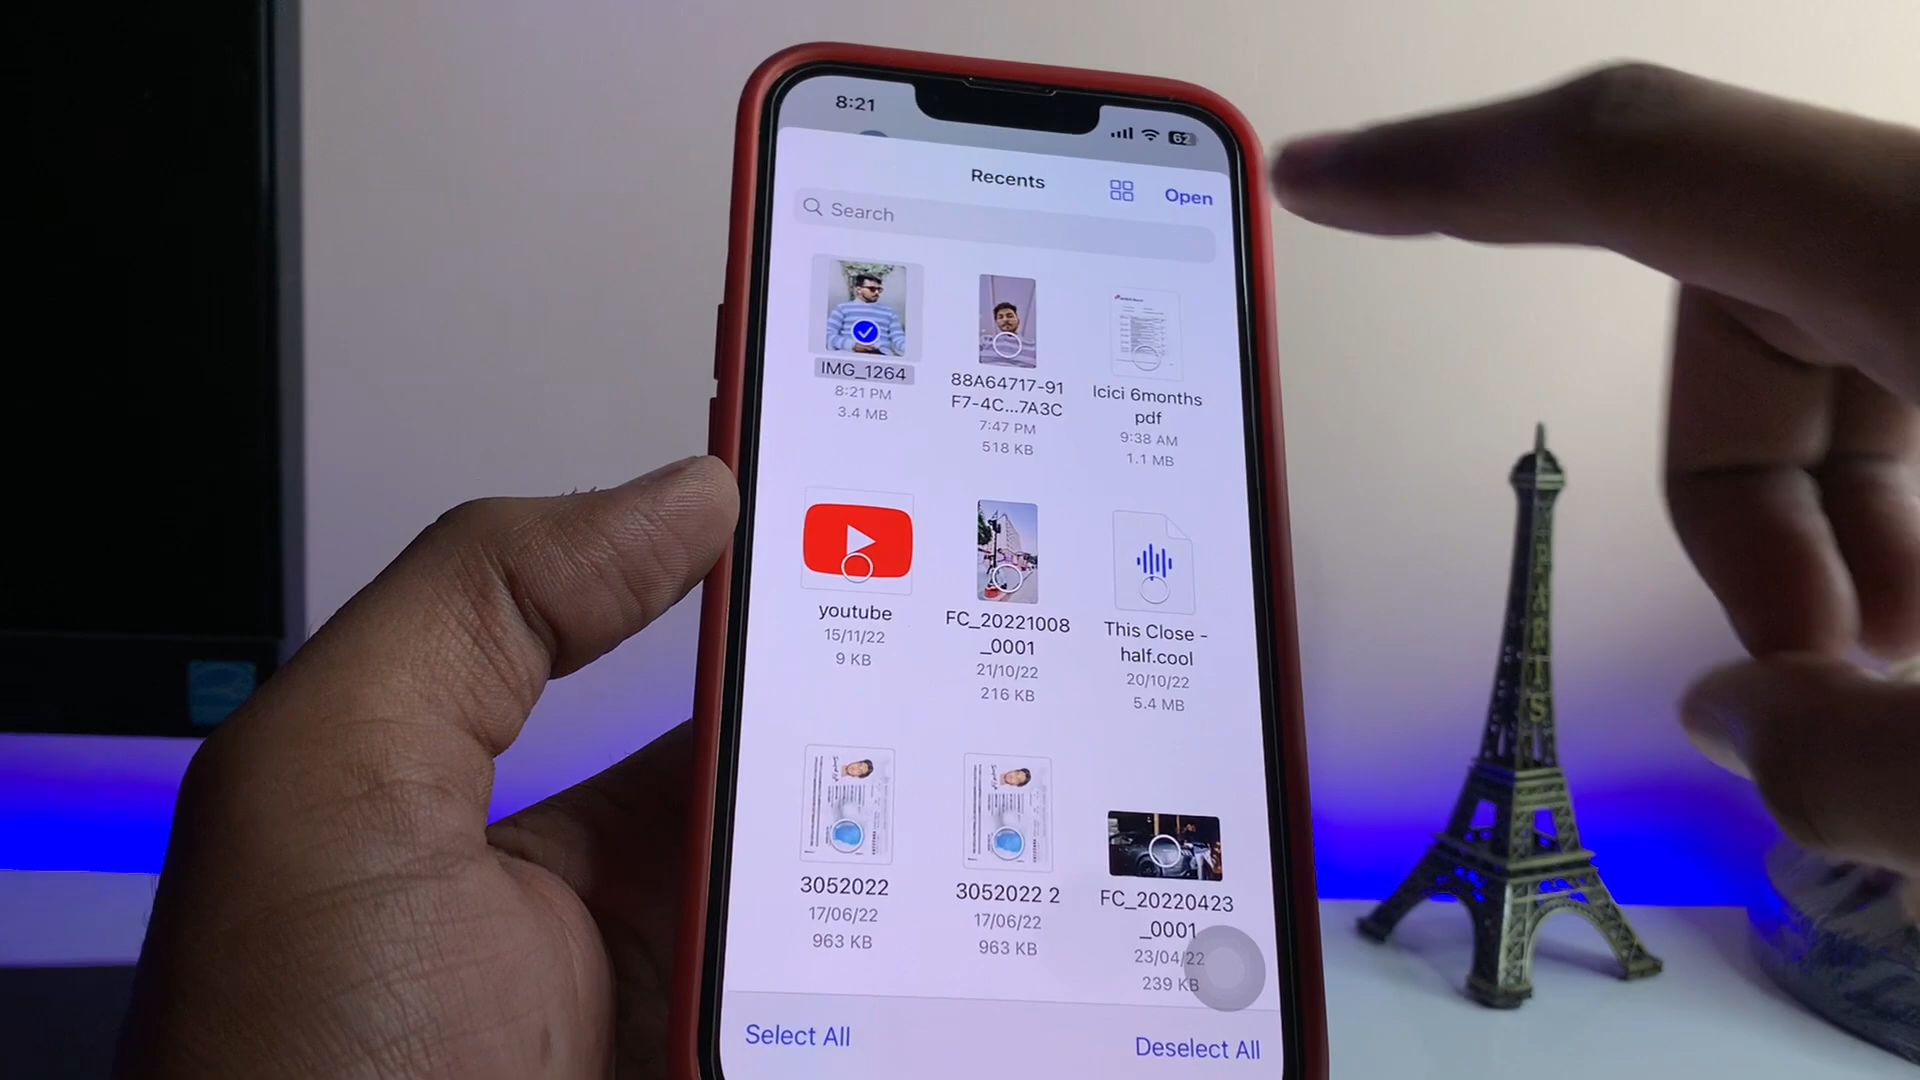 8:21
62
Recents
Open
Search
IMG_1264
8:21 PM
3.4 MB
88A64717-91
F7-4C...7A3C
7:47 PM
518 KB
Icici 6months
pdf
9:38 AM
1.1 MB
youtube
15/11/22
9 KB
FC_20221008
_0001
21/10/22
216 KB
This Close -
half.cool
20/10/22
5.4 MB
3052022
17/06/22
963 KB
3052022 2
17/06/22
963 KB
FC_20220423
_0001
23/04/22
239 KB
Select All
Deselect All
PARIS